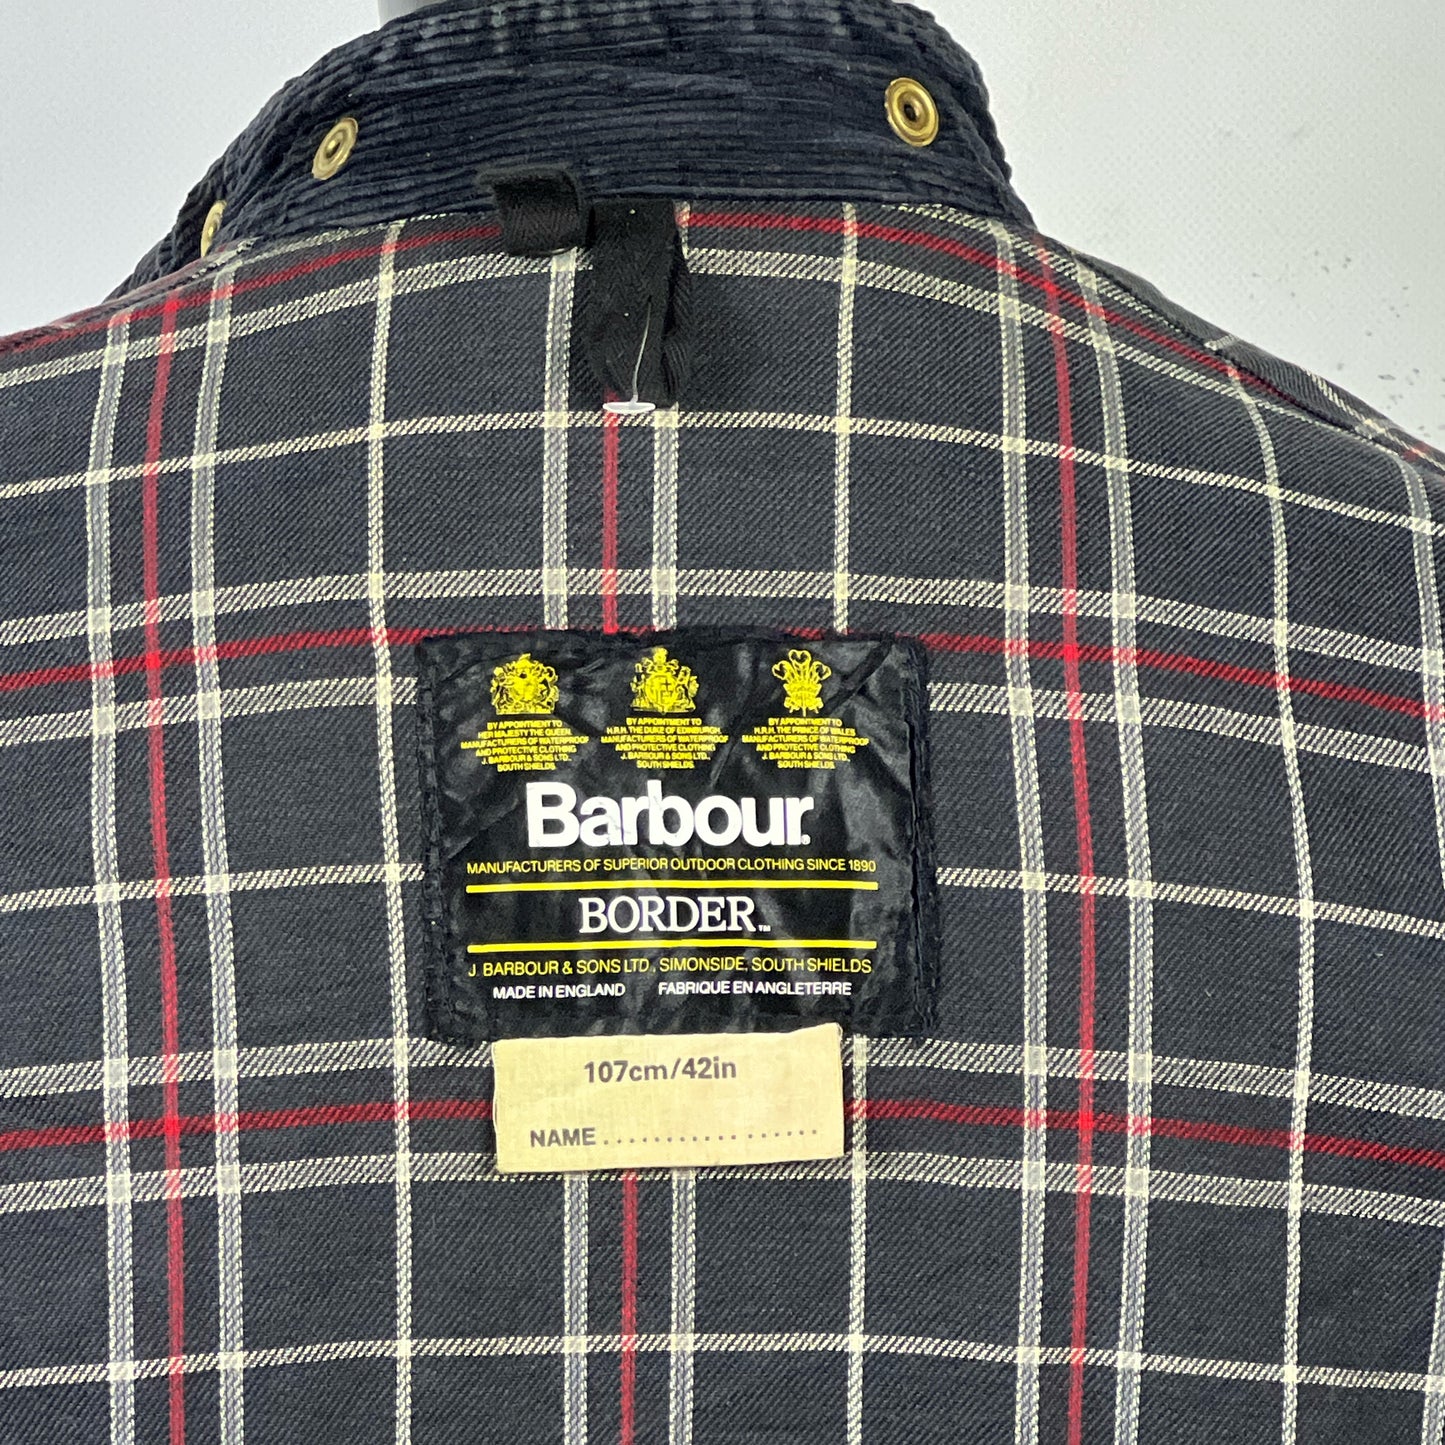 BY APPOINTMENT TO
HER MAJESTY THE QUEEN,
MANUFACTURERS OF WATERPROOF
AND PROTECTIVE CLOTHING
J. BARBOUR & SONS LTD.,
SOUTH SHIELDS.
BY APPOINTMENT TO
H.R.H. THE DUKE OF EDINBURGH,
MANUFACTURERS OF WATERPROOF
AND PROTECTIVE CLOTHING
J. BARBOUR & SONS LTD.,
SOUTH SHIELDS.
BY APPOINTMENT TO
H.R.H. THE PRINCE OF WALES
MANUFACTURERS OF WATERPROOF
AND PROTECTIVE CLOTHING
J. BARBOUR & SONS LTD.,
SOUTH SHIELDS.
Barbour®
MANUFACTURERS OF SUPERIOR OUTDOOR CLOTHING SINCE 1890
BORDER™
J. BARBOUR & SONS LTD., SIMONSIDE, SOUTH SHIELDS
MADE IN ENGLAND FABRIQUE EN ANGLETERRE
107cm/42in
NAME..................